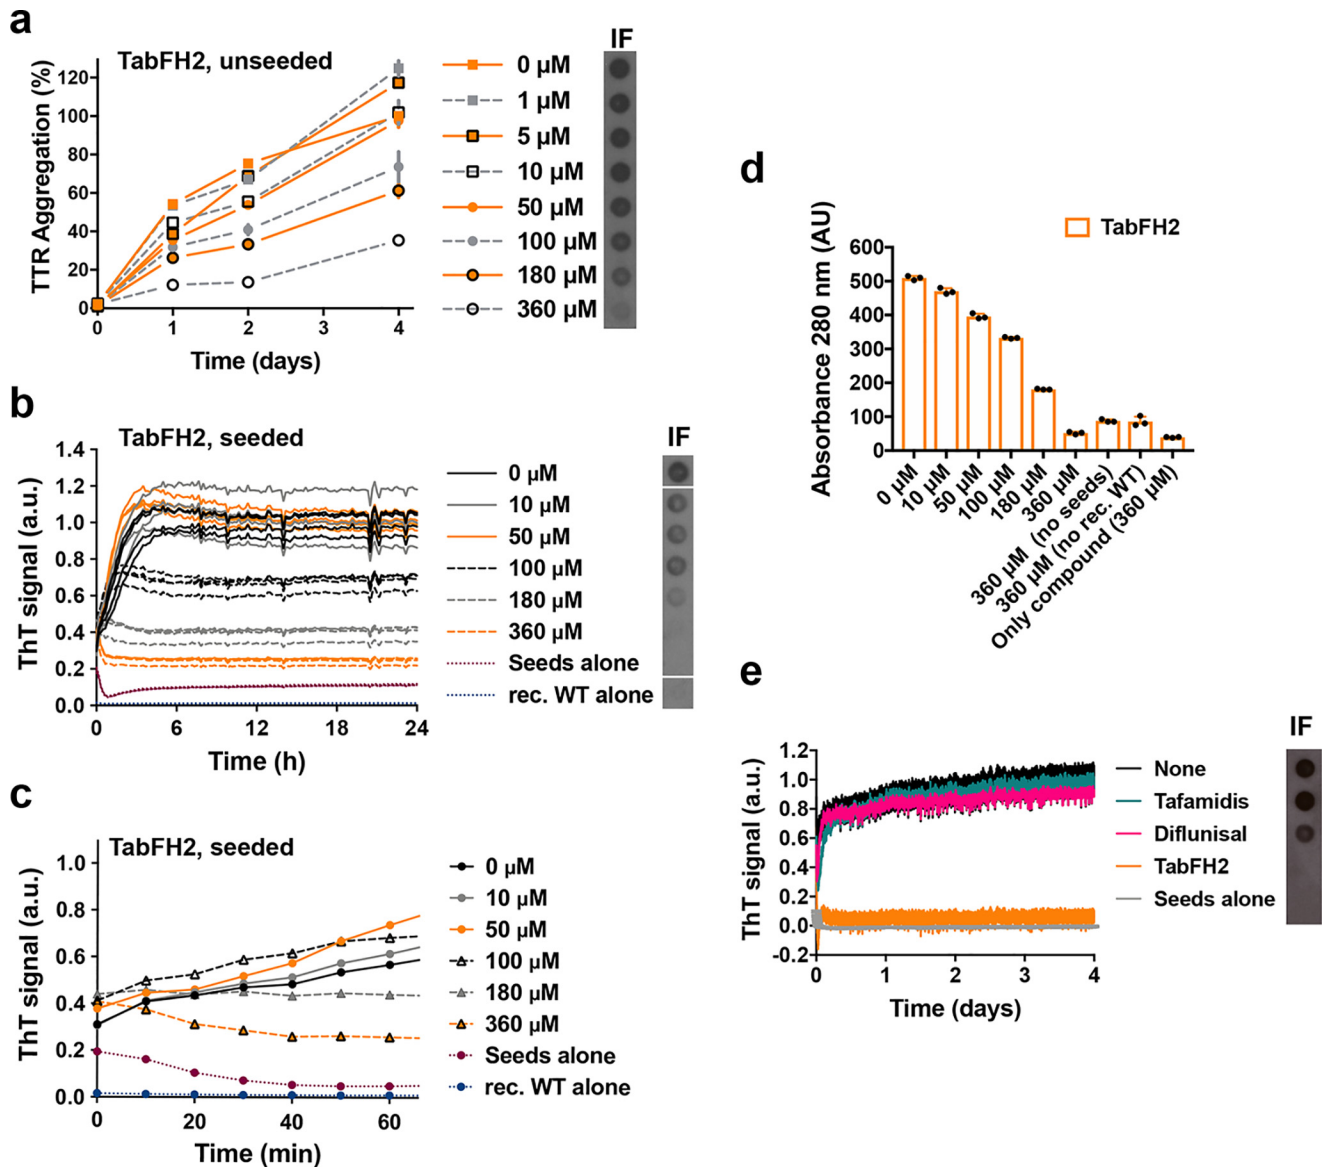 a
TabFH2, unseeded
IF
TTR Aggregation (%)
120
100
80
60
40
20
0
0 1 2 3 4
Time (days)
0 µM
1 µM
5 µM
10 µM
50 µM
100 µM
180 µM
360 µM
b
TabFH2, seeded
IF
ThT signal (a.u.)
1.4
1.2
1.0
0.8
0.6
0.4
0.2
0.0
0 6 12 18 24
Time (h)
0 µM
10 µM
50 µM
100 µM
180 µM
360 µM
Seeds alone
rec. WT alone
c
TabFH2, seeded
ThT signal (a.u.)
1.0
0.8
0.6
0.4
0.2
0.0
0 20 40 60
Time (min)
0 µM
10 µM
50 µM
100 µM
180 µM
360 µM
Seeds alone
rec. WT alone
d
TabFH2
Absorbance 280 nm (AU)
600
500
400
300
200
100
0
0 µM
10 µM
50 µM
100 µM
180 µM
360 µM
360 µM (no seeds)
360 µM (no rec. WT)
Only compound (360 µM)
e
IF
ThT signal (a.u.)
1.2
1.0
0.8
0.6
0.4
0.2
0.0
-0.2
0 1 2 3 4
Time (days)
None
Tafamidis
Diflunisal
TabFH2
Seeds alone